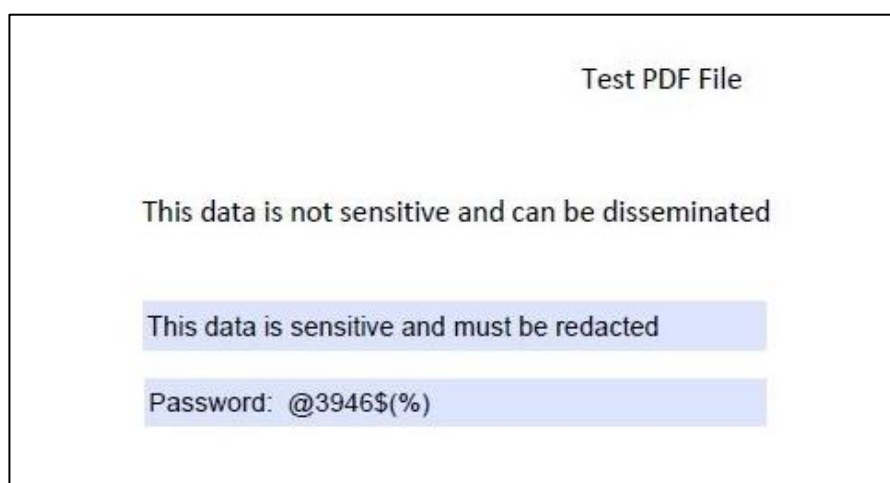 Test PDF File
This data is not sensitive and can be disseminated
This data is sensitive and must be redacted
Password:  @3946$(%)